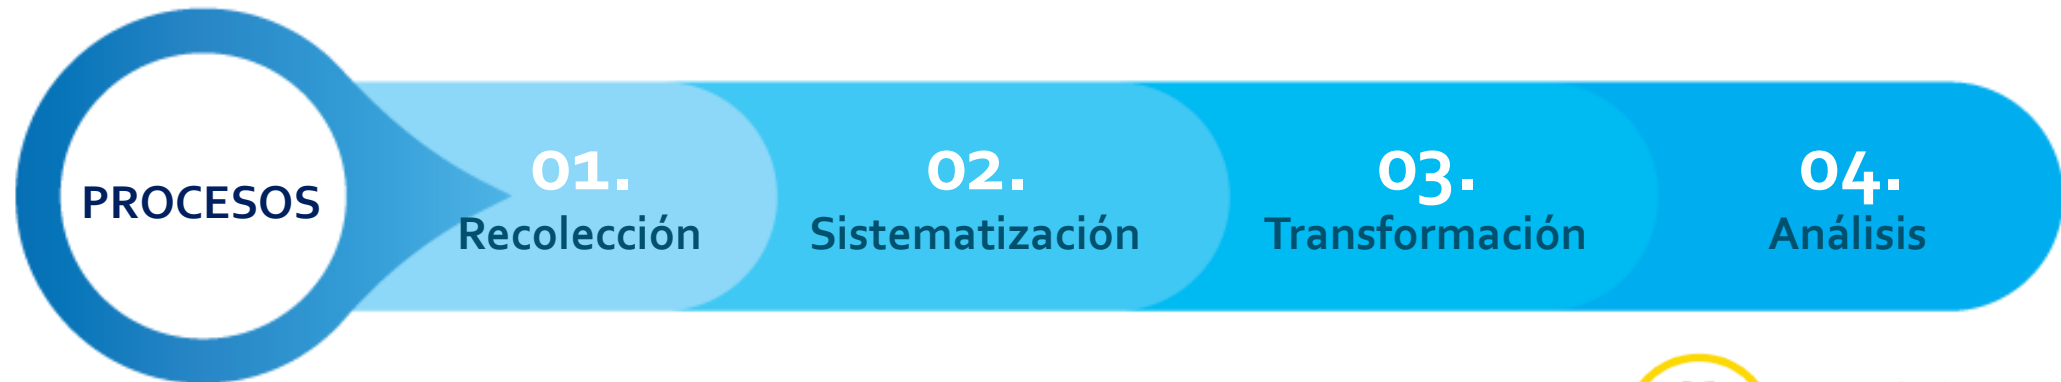 PROCESOS
01.
Recolección
02.
Sistematización
03.
Transformación
04.
Análisis